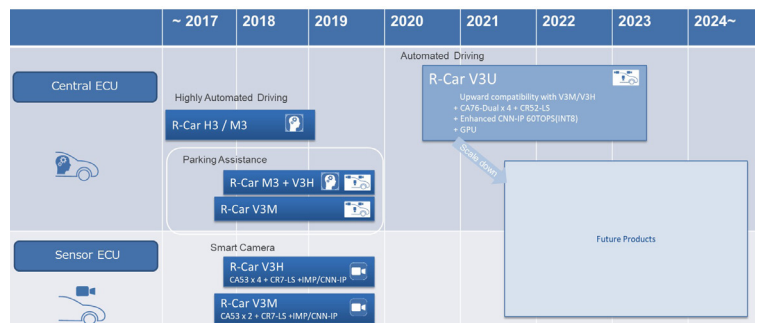 ~ 2017 2018 2019 2020 2021 2022 2023 2024~
Automated Driving
Central ECU
R-Car V3U
Upward compatibility with V3M/V3H
+ CA76-Dual x 4 + CR52-LS
+ Enhanced CNN-IP 60TOPS(INT8)
+ GPU
Highly Automated Driving
R-Car H3 / M3
Scale down
Parking Assistance
R-Car M3 + V3H
R-Car V3M
Future Products
Sensor ECU
Smart Camera
R-Car V3H
CA53 x 4 + CR7-LS +IMP/CNN-IP
R-Car V3M
CA53 x 2 + CR7-LS +IMP/CNN-IP